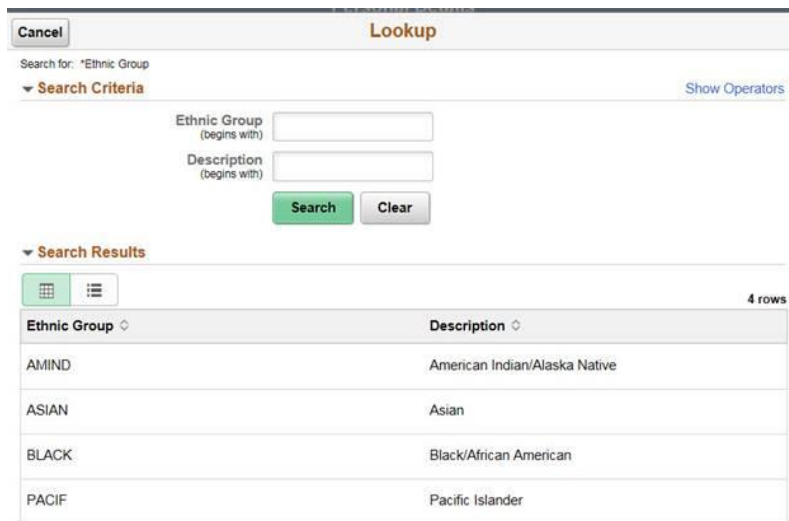 Personal Details
Cancel
Lookup
Search for: *Ethnic Group
Search Criteria
Show Operators
Ethnic Group
(begins with)
Description
(begins with)
Search
Clear
Search Results
4 rows
Ethnic Group
Description
AMIND
American Indian/Alaska Native
ASIAN
Asian
BLACK
Black/African American
PACIF
Pacific Islander